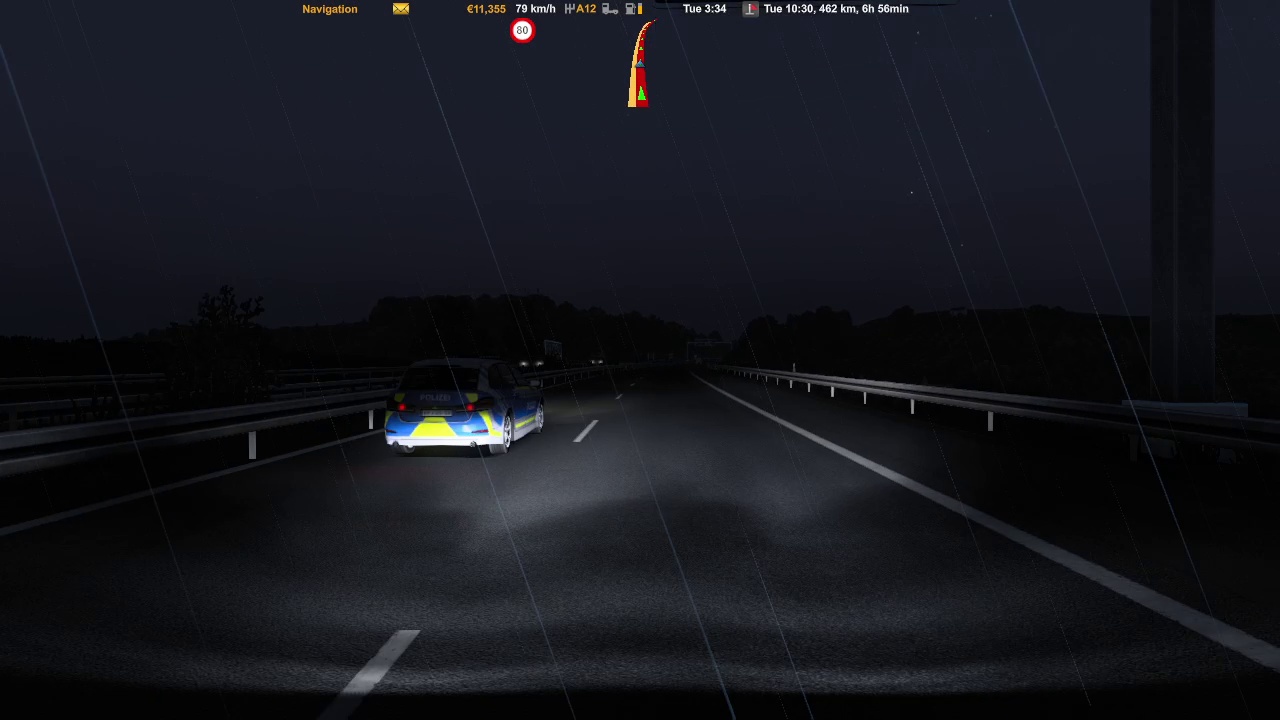 Navigation €11,355 79 km/h A12 Tue 3:34 Tue 10:30, 462 km, 6h 56min
80
POLIZEI